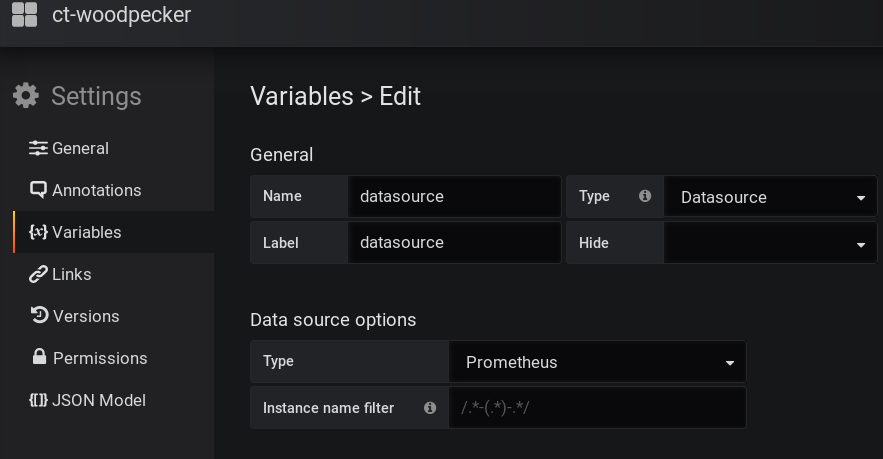 ct-woodpecker
Settings
General
Annotations
{x} Variables
Links
Versions
Permissions
{[]} JSON Model
Variables > Edit
General
Name datasource Type Datasource
Label datasource Hide
Data source options
Type Prometheus
Instance name filter /.*-(.*)-.*/